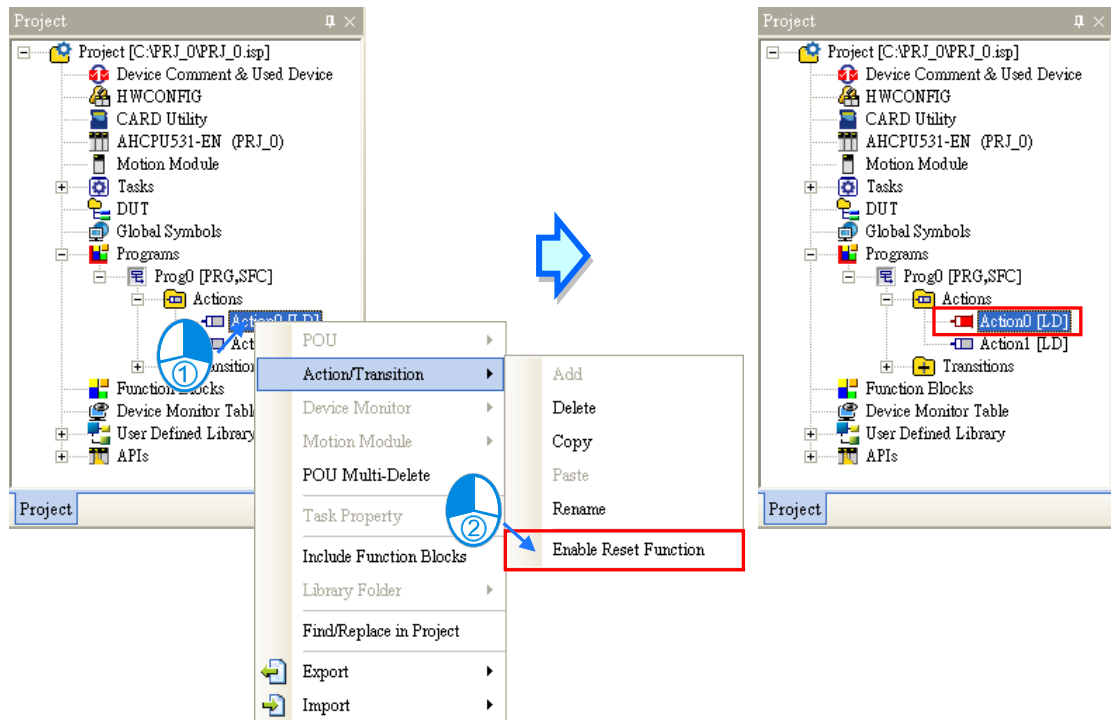 Project
Project [C:\PRJ_0\PRJ_0.isp]
Device Comment & Used Device
HWCONFIG
CARD Utility
AHCPU531-EN (PRJ_0)
Motion Module
Tasks
DUT
Global Symbols
Programs
Prog0 [PRG,SFC]
Actions
Action0 [LD]
Function Blocks
Device Monitor
User Defined Library
APIs
Project
1
POU
Action/Transition
Device Monitor
Motion Module
POU Multi-Delete
Task Property
Include Function Blocks
Library Folder
Find/Replace in Project
Export
Import
Add
Delete
Copy
Paste
Rename
Enable Reset Function
2
Project
Project [C:\PRJ_0\PRJ_0.isp]
Device Comment & Used Device
HWCONFIG
CARD Utility
AHCPU531-EN (PRJ_0)
Motion Module
Tasks
DUT
Global Symbols
Programs
Prog0 [PRG,SFC]
Actions
Action0 [LD]
Action1 [LD]
Transitions
Function Blocks
Device Monitor Table
User Defined Library
APIs
Project